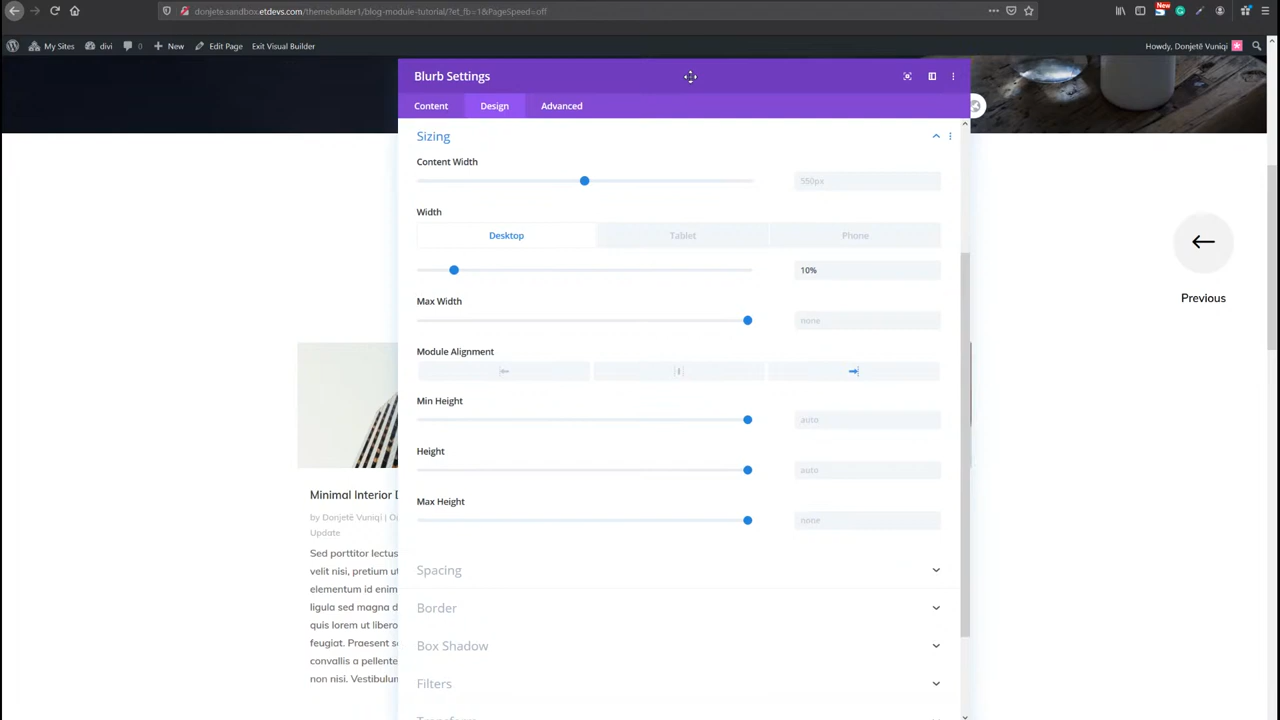 donjete.sandbox.etdevs.com/themebuilder1/blog-module-tutorial/?et_fb=1&PageSpeed=off
New
My Sites
divi
0
New
Edit Page
Exit Visual Builder
Howdy, Donjetë Vuniqi
Blurb Settings
Content
Design
Advanced
Sizing
Content Width
550px
Width
Desktop
Tablet
Phone
10%
Max Width
none
Module Alignment
Min Height
auto
Height
auto
Max Height
none
Spacing
Border
Box Shadow
Filters
Transform
Previous
Minimal Interior D
by Donjetë Vuniqi |
Update
Sed porttitor lectus
velit nisi, pretium ut
elementum id enim
ligula sed magna d
quis lorem ut libero
feugiat. Praesent s
convallis a pellente
non nisi. Vestibulum